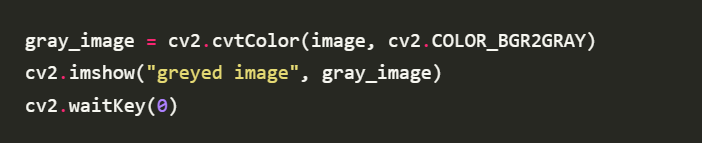 gray_image = cv2.cvtColor(image, cv2.COLOR_BGR2GRAY)
cv2.imshow("greyed image", gray_image)
cv2.waitKey(0)